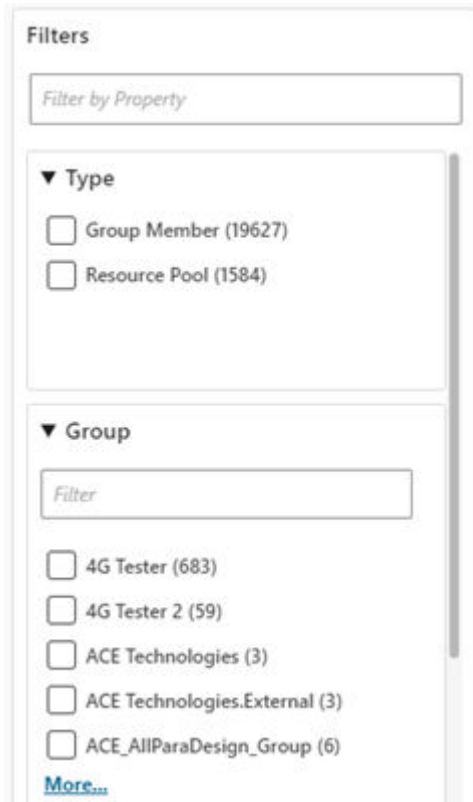 Filters
Filter by Property
Type
Group Member (19627)
Resource Pool (1584)
Group
Filter
4G Tester (683)
4G Tester 2 (59)
ACE Technologies (3)
ACE Technologies.External (3)
ACE_AllParaDesign_Group (6)
More...